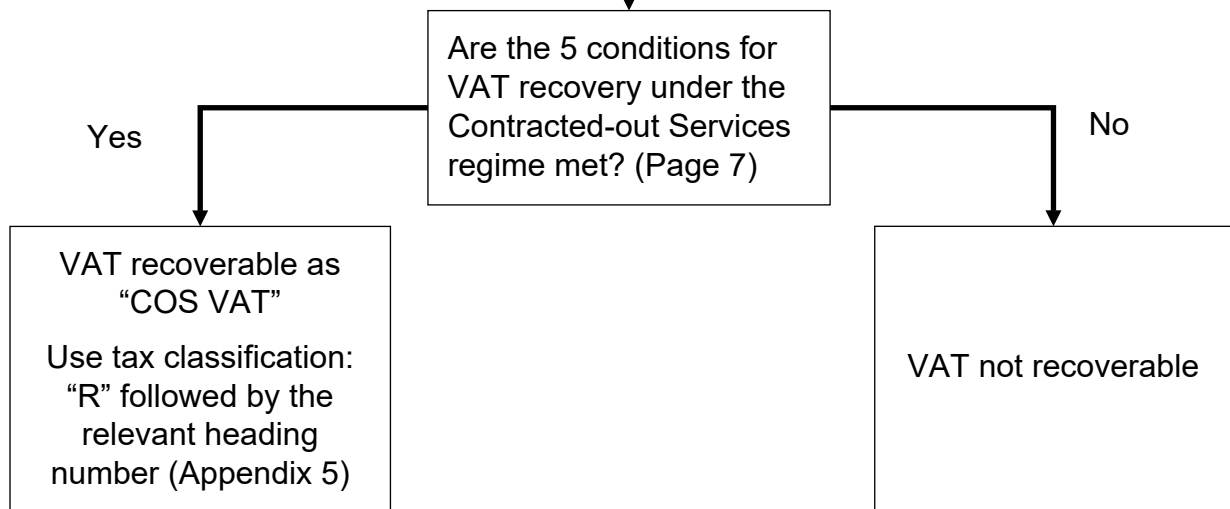 Are the 5 conditions for
VAT recovery under the
Contracted-out Services
regime met? (Page 7)
Yes
No
VAT recoverable as
“COS VAT”
Use tax classification:
“R” followed by the
relevant heading
number (Appendix 5)
VAT not recoverable